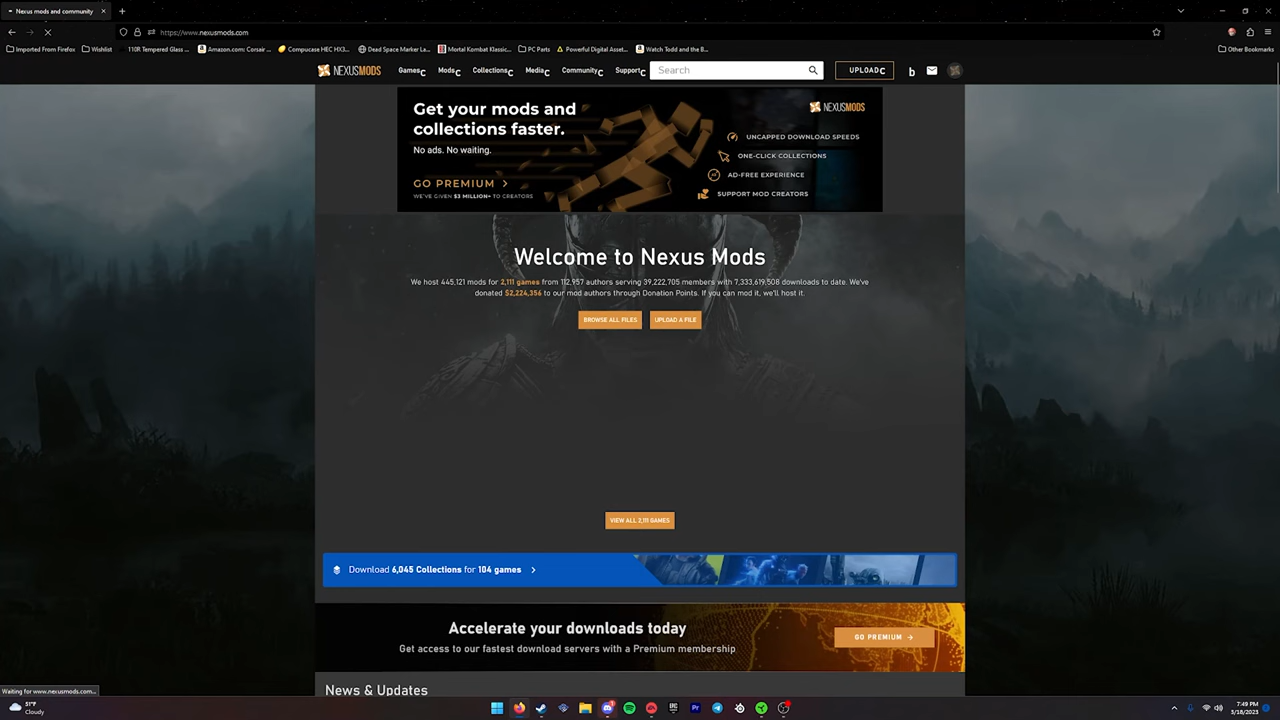 Nexus mods and community
https://www.nexusmods.com
Imported From Firefox
Wishlist
110R Tempered Glass ...
Amazon.com: Corsair ...
Compucase HEC HX3...
Dead Space Marker La...
Mortal Kombat Klassic...
PC Parts
Powerful Digital Asset...
Watch Todd and the B...
Other Bookmarks
NEXUSMODS
Games
Mods
Collections
Media
Community
Support
Search
UPLOAD
b
Get your mods and
collections faster.
No ads. No waiting.
GO PREMIUM
WE'VE GIVEN $3 MILLION+ TO CREATORS
NEXUSMODS
UNCAPPED DOWNLOAD SPEEDS
ONE-CLICK COLLECTIONS
AD-FREE EXPERIENCE
SUPPORT MOD CREATORS
Welcome to Nexus Mods
We host 445,121 mods for 2,111 games from 112,957 authors serving 39,222,705 members with 7,333,619,508 downloads to date. We've
donated $2,224,356 to our mod authors through Donation Points. If you can mod it, we'll host it.
BROWSE ALL FILES
UPLOAD A FILE
VIEW ALL 2,111 GAMES
Download 6,045 Collections for 104 games
Accelerate your downloads today
Get access to our fastest download servers with a Premium membership
GO PREMIUM
News & Updates
Waiting for www.nexusmods.com...
51°F
Cloudy
7:49 PM
3/18/2023